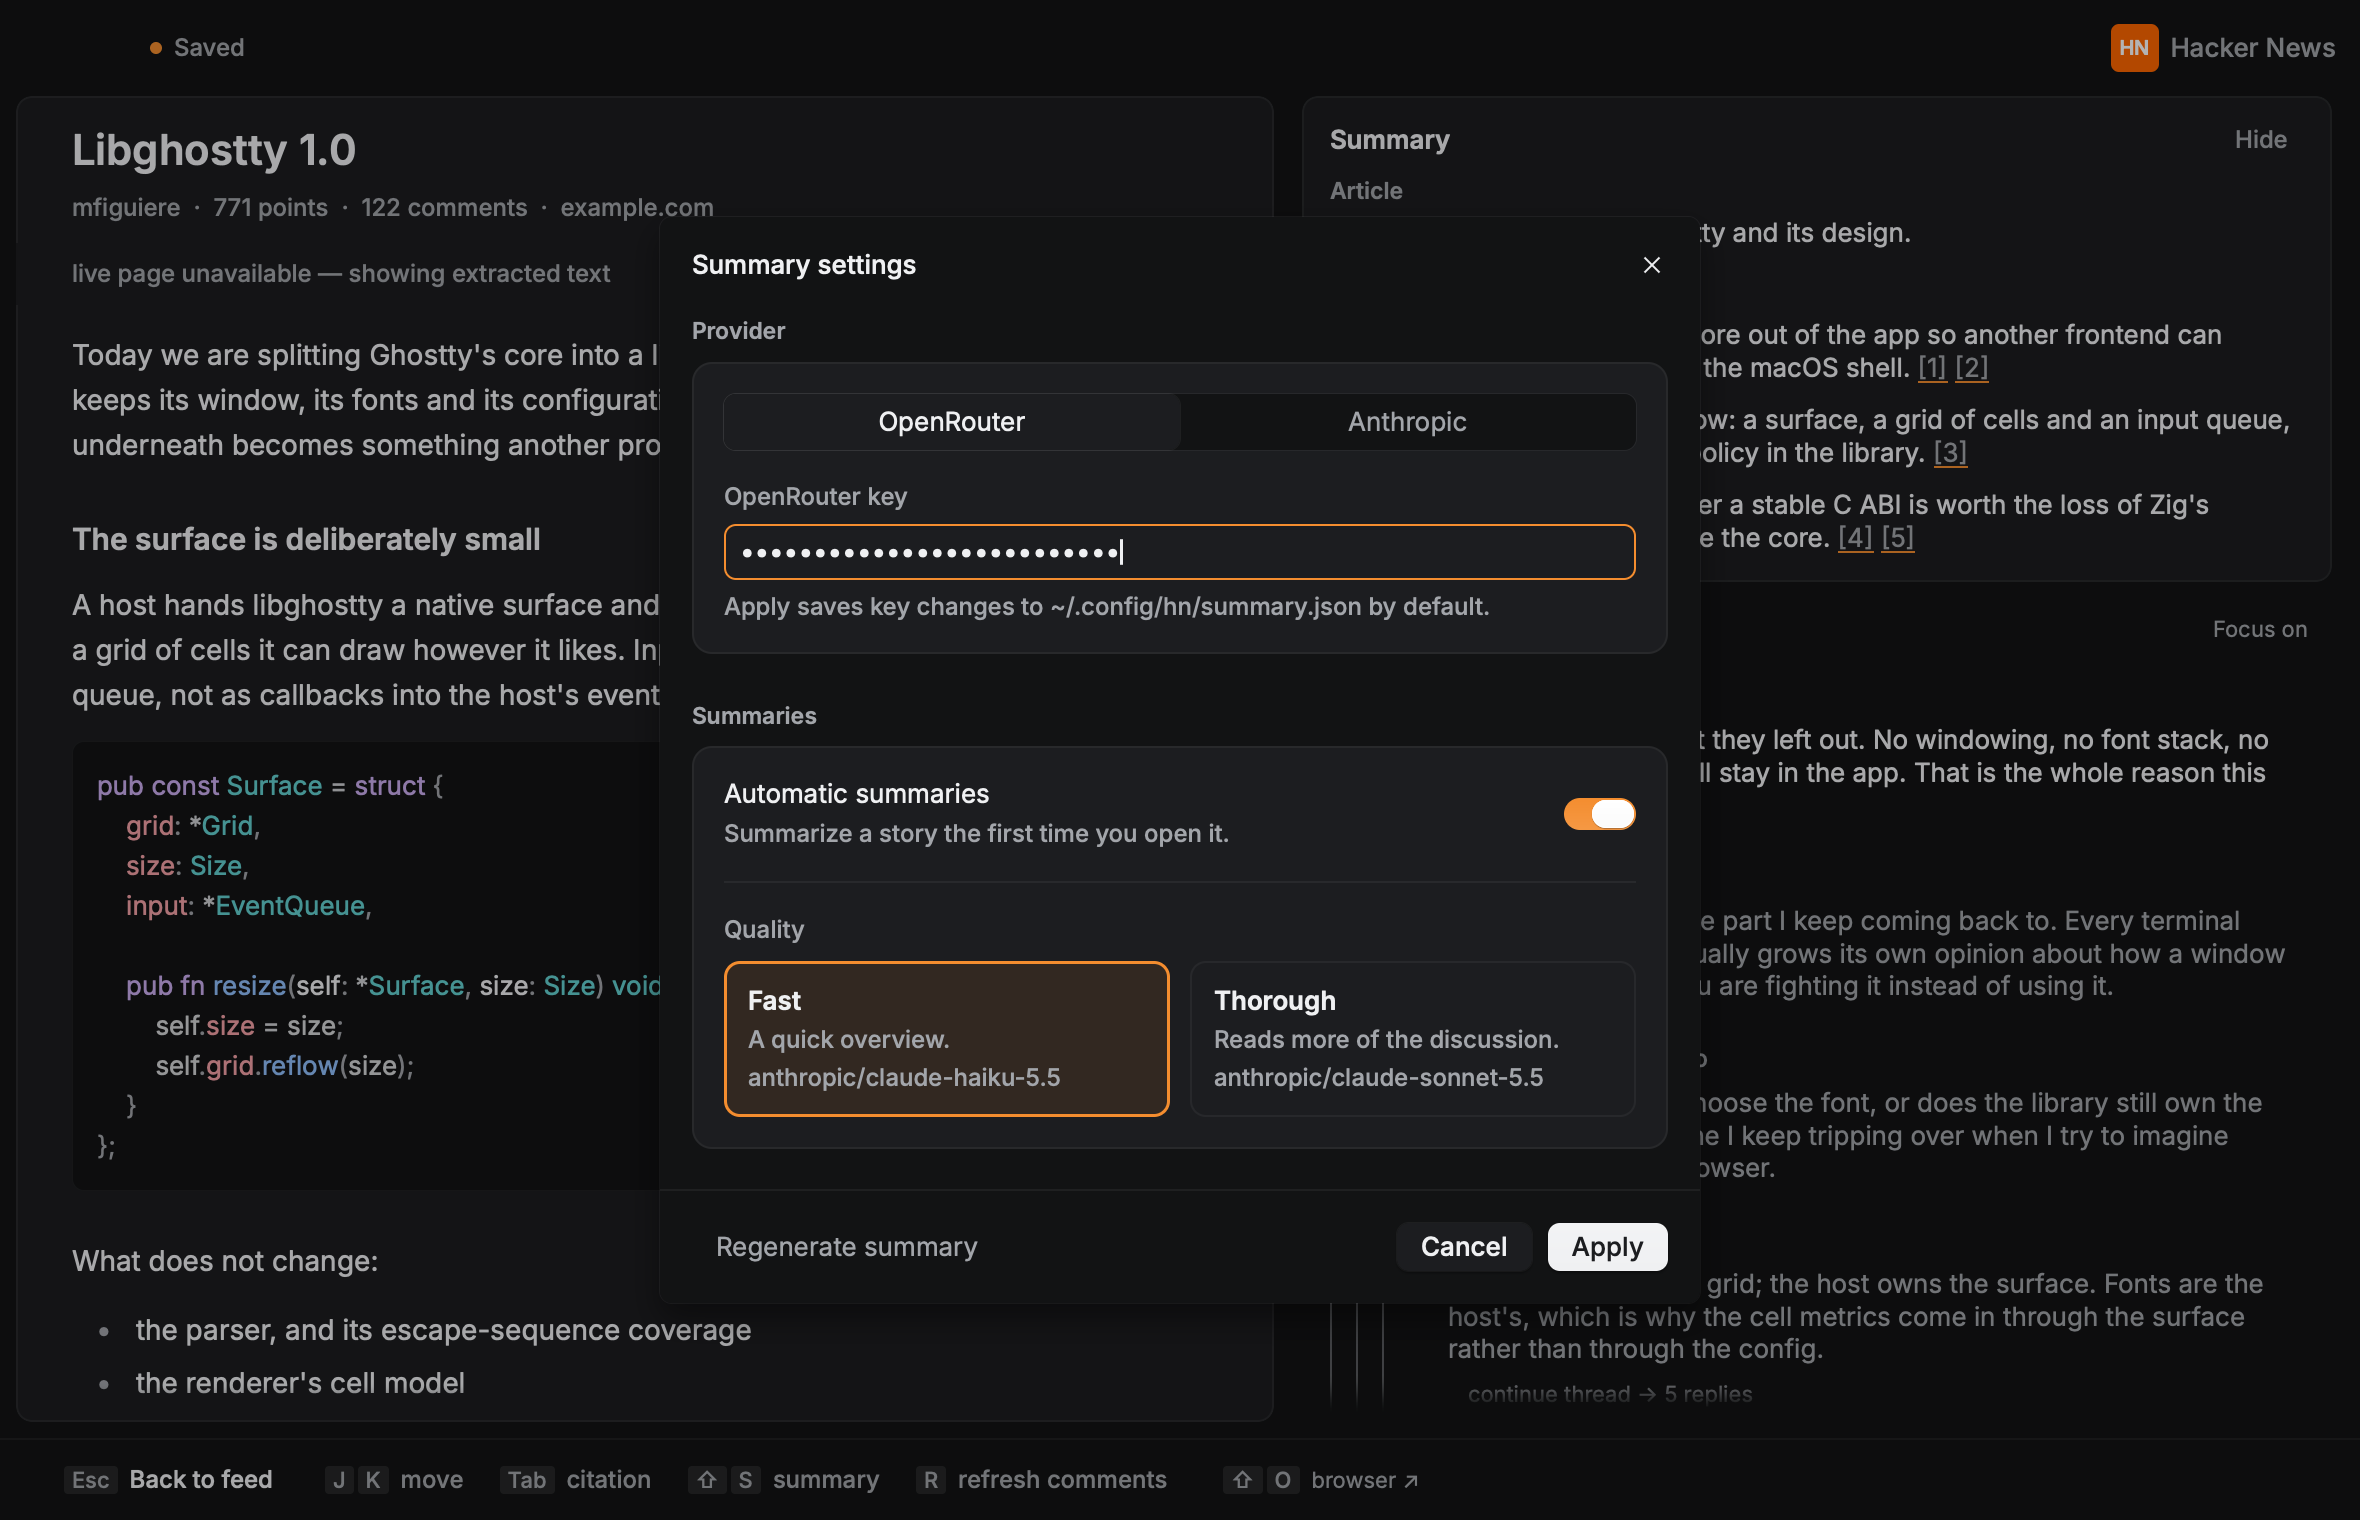 Saved
HN Hacker News
Libghostty 1.0
mfiguiere · 771 points · 122 comments · example.com
live page unavailable — showing extracted text
Today we are splitting Ghostty's core into a
keeps its window, its fonts and its
underneath becomes something another
The surface is deliberately small
A host hands libghostty a native surface and
a grid of cells it can draw however it likes.
queue, not as callbacks into the host's event
pub const Surface = struct {
grid: *Grid,
size: Size,
input: *EventQueue,
pub fn resize(self: *Surface, size: Size) void
self.size = size;
self.grid.reflow(size);
}
};
What does not change:
• the parser, and its escape-sequence coverage
• the renderer's cell model
Summary settings
Provider
OpenRouter
Anthropic
OpenRouter key
••••••••••••••••••••••••••
Apply saves key changes to ~/.config/hn/summary.json by default.
Summaries
Automatic summaries
Summarize a story the first time you open it.
Quality
Fast
A quick overview.
anthropic/claude-haiku-5.5
Thorough
Reads more of the discussion.
anthropic/claude-sonnet-5.5
Regenerate summary
Cancel
Apply
Summary
Hide
Article
and its design.
out of the app so another frontend can
the macOS shell. [1] [2]
a surface, a grid of cells and an input queue,
in the library. [3]
a stable C ABI is worth the loss of Zig's
the core. [4] [5]
Focus on
they left out. No windowing, no font stack, no
stay in the app. That is the whole reason this
part I keep coming back to. Every terminal
grows its own opinion about how a window
are fighting it instead of using it.
the font, or does the library still own the
I keep tripping over when I try to imagine
grid; the host owns the surface. Fonts are the
host's, which is why the cell metrics come in through the surface
rather than through the config.
continue thread → 5 replies
Esc Back to feed J K move Tab citation ⇧ S summary R refresh comments ⇧ O browser ↗